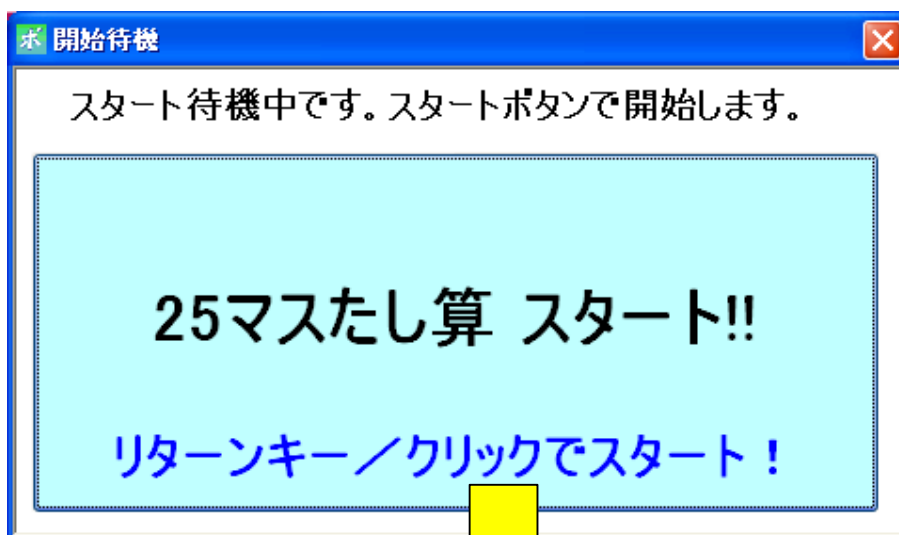 ボ 開始待機
スタート待機中です。スタートボタンで開始します。
25マスたし算 スタート!!
リターンキー/クリックでスタート!